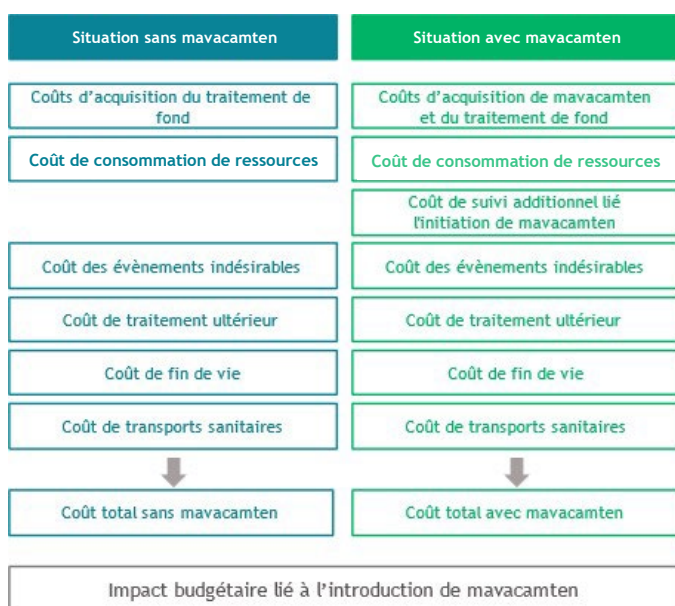 Situation sans mavacamten
Situation avec mavacamten
Coûts d'acquisition du traitement de
fond
Coûts d'acquisition de mavacamten
et du traitement de fond
Coût de consommation de ressources
Coût de consommation de ressources
Coût de suivi additionnel lié
l'initiation de mavacamten
Coût des évènements indésirables
Coût des évènements indésirables
Coût de traitement ultérieur
Coût de traitement ultérieur
Coût de fin de vie
Coût de fin de vie
Coût de transports sanitaires
Coût de transports sanitaires
Coût total sans mavacamten
Coût total avec mavacamten
Impact budgétaire lié à l'introduction de mavacamten